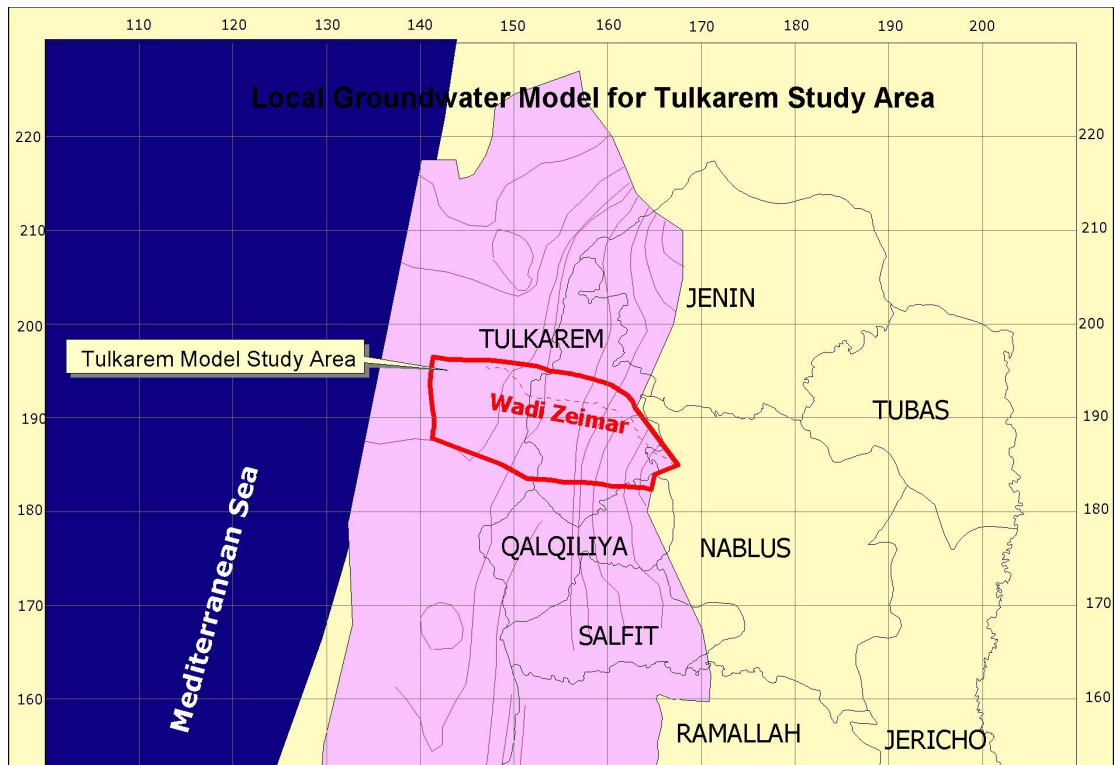 110 120 130 140 150 160 170 180 190 200
Local Groundwater Model for Tulkarem Study Area
220 220
210 210
JENIN
200 200
TULKAREM
Tulkarem Model Study Area
190 190
Wadi Zeimar
TUBAS
180 180
QALQILIYA
NABLUS
Mediterranean Sea
170 170
SALFIT
160 160
RAMALLAH
JERICHO